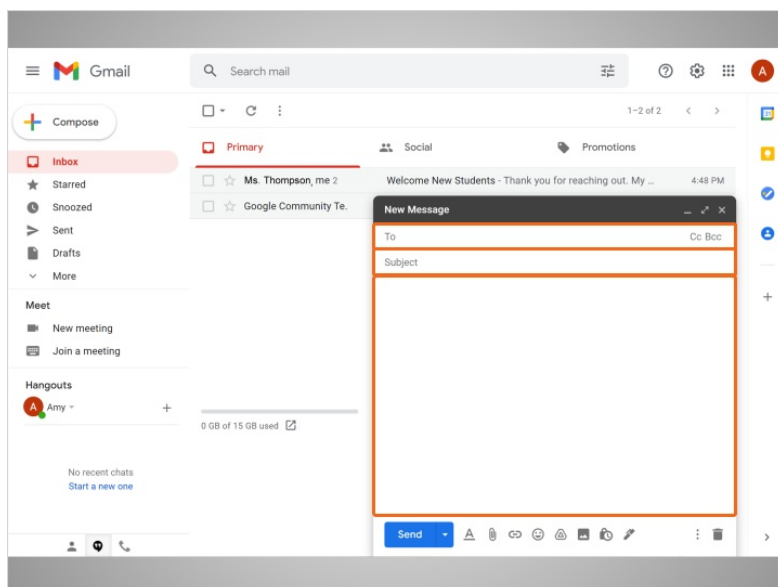 Gmail
Search mail
A
Compose
1–2 of 2
Primary
Social
Promotions
Inbox
Starred
Snoozed
Sent
Drafts
More
Ms. Thompson, me 2
Welcome New Students - Thank you for reaching out. My ...
4:48 PM
Google Community Te.
New Message
To
Cc Bcc
Subject
Meet
New meeting
Join a meeting
Hangouts
A
Amy
0 GB of 15 GB used
No recent chats
Start a new one
Send